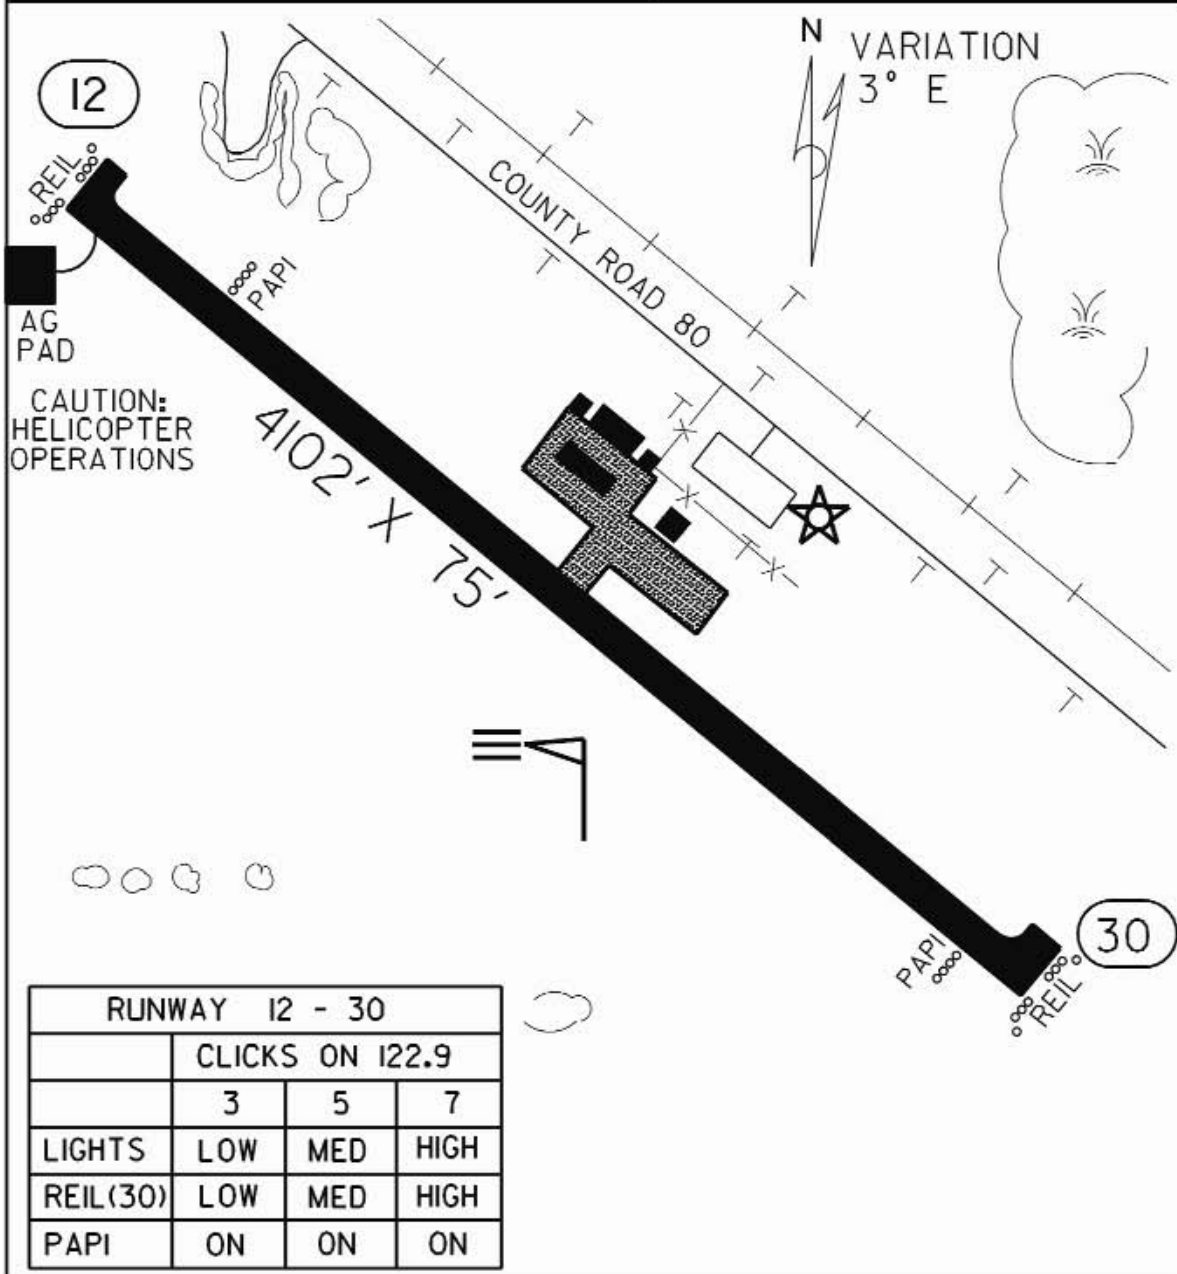 12
REIL
N
VARIATION
3° E
COUNTY ROAD 80
PAPI
AG
PAD
CAUTION:
HELICOPTER
OPERATIONS
4102' X 75'
PAPI
REIL
30
RUNWAY 12 - 30
CLICKS ON 122.9
3 5 7
LIGHTS LOW MED HIGH
REIL(30) LOW MED HIGH
PAPI ON ON ON